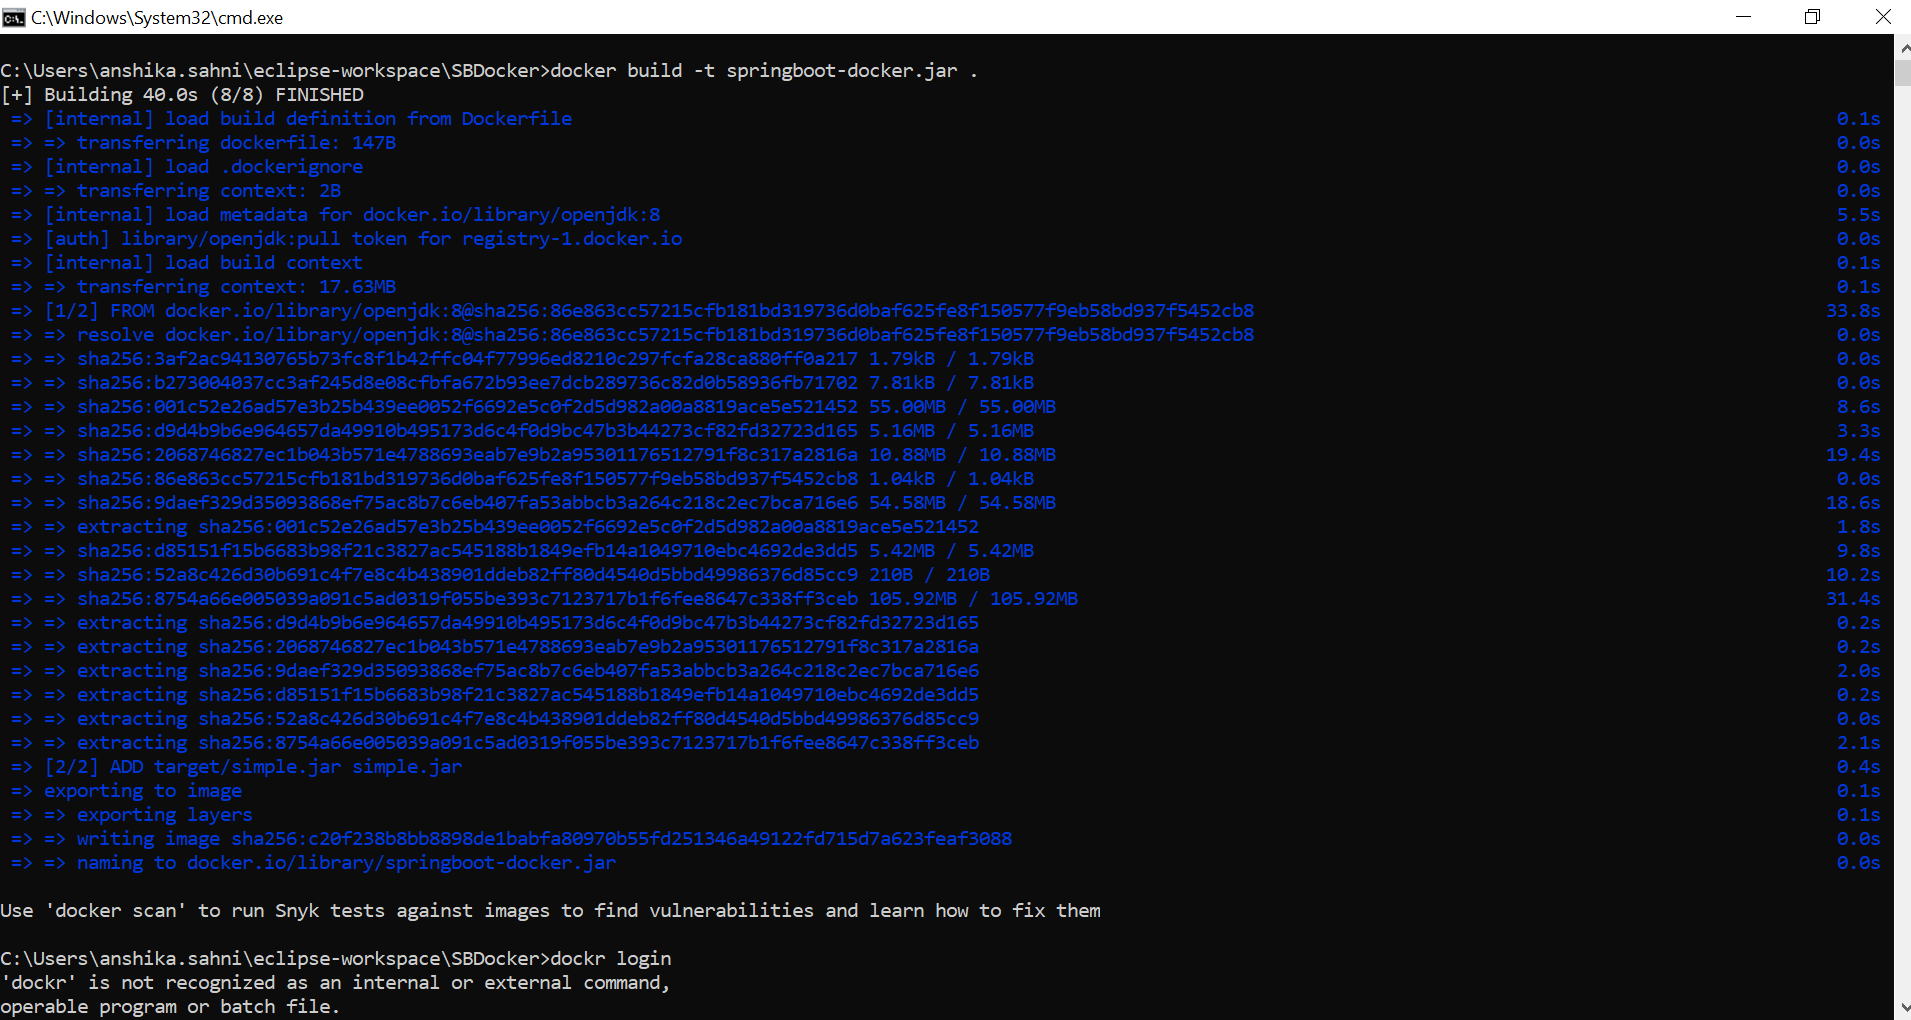 C:\Windows\System32\cmd.exe
C:\Users\anshika.sahni\eclipse-workspace\SBDocker>docker build -t springboot-docker.jar .
[+] Building 40.0s (8/8) FINISHED
=> [internal] load build definition from Dockerfile 0.1s
=> => transferring dockerfile: 147B 0.0s
=> [internal] load .dockerignore 0.0s
=> => transferring context: 2B 0.0s
=> [internal] load metadata for docker.io/library/openjdk:8 5.5s
=> [auth] library/openjdk:pull token for registry-1.docker.io 0.0s
=> [internal] load build context 0.1s
=> => transferring context: 17.63MB 0.1s
=> [1/2] FROM docker.io/library/openjdk:8@sha256:86e863cc57215cfb181bd319736d0baf625fe8f150577f9eb58bd937f5452cb8 33.8s
=> => resolve docker.io/library/openjdk:8@sha256:86e863cc57215cfb181bd319736d0baf625fe8f150577f9eb58bd937f5452cb8 0.0s
=> => sha256:3af2ac94130765b73fc8f1b42ffc04f77996ed8210c297fcfa28ca880ff0a217 1.79kB / 1.79kB 0.0s
=> => sha256:b273004037cc3af245d8e08cfbfa672b93ee7dcb289736c82d0b58936fb71702 7.81kB / 7.81kB 0.0s
=> => sha256:001c52e26ad57e3b25b439ee0052f6692e5c0f2d5d982a00a8819ace5e521452 55.00MB / 55.00MB 8.6s
=> => sha256:d9d4b9b6e964657da49910b495173d6c4f0d9bc47b3b44273cf82fd32723d165 5.16MB / 5.16MB 3.3s
=> => sha256:2068746827ec1b043b571e4788693eab7e9b2a95301176512791f8c317a2816a 10.88MB / 10.88MB 19.4s
=> => sha256:86e863cc57215cfb181bd319736d0baf625fe8f150577f9eb58bd937f5452cb8 1.04kB / 1.04kB 0.0s
=> => sha256:9daef329d35093868ef75ac8b7c6eb407fa53abbcb3a264c218c2ec7bca716e6 54.58MB / 54.58MB 18.6s
=> => extracting sha256:001c52e26ad57e3b25b439ee0052f6692e5c0f2d5d982a00a8819ace5e521452 1.8s
=> => sha256:d85151f15b6683b98f21c3827ac545188b1849efb14a1049710ebc4692de3dd5 5.42MB / 5.42MB 9.8s
=> => sha256:52a8c426d30b691c4f7e8c4b438901ddeb82ff80d4540d5bbd49986376d85cc9 210B / 210B 10.2s
=> => sha256:8754a66e005039a091c5ad0319f055be393c7123717b1f6fee8647c338ff3ceb 105.92MB / 105.92MB 31.4s
=> => extracting sha256:d9d4b9b6e964657da49910b495173d6c4f0d9bc47b3b44273cf82fd32723d165 0.2s
=> => extracting sha256:2068746827ec1b043b571e4788693eab7e9b2a95301176512791f8c317a2816a 0.2s
=> => extracting sha256:9daef329d35093868ef75ac8b7c6eb407fa53abbcb3a264c218c2ec7bca716e6 2.0s
=> => extracting sha256:d85151f15b6683b98f21c3827ac545188b1849efb14a1049710ebc4692de3dd5 0.2s
=> => extracting sha256:52a8c426d30b691c4f7e8c4b438901ddeb82ff80d4540d5bbd49986376d85cc9 0.0s
=> => extracting sha256:8754a66e005039a091c5ad0319f055be393c7123717b1f6fee8647c338ff3ceb 2.1s
=> [2/2] ADD target/simple.jar simple.jar 0.4s
=> exporting to image 0.1s
=> => exporting layers 0.1s
=> => writing image sha256:c20f238b8bb8898de1babfa80970b55fd251346a49122fd715d7a623feaf3088 0.0s
=> => naming to docker.io/library/springboot-docker.jar 0.0s
Use 'docker scan' to run Snyk tests against images to find vulnerabilities and learn how to fix them
C:\Users\anshika.sahni\eclipse-workspace\SBDocker>dockr login
'dockr' is not recognized as an internal or external command,
operable program or batch file.